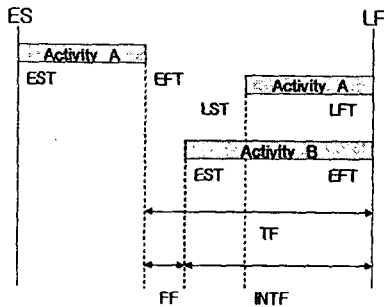 ES LF
Activity A
EST EFT Activity A
LST LFT
Activity B
EST EFT
TF
FF INTF